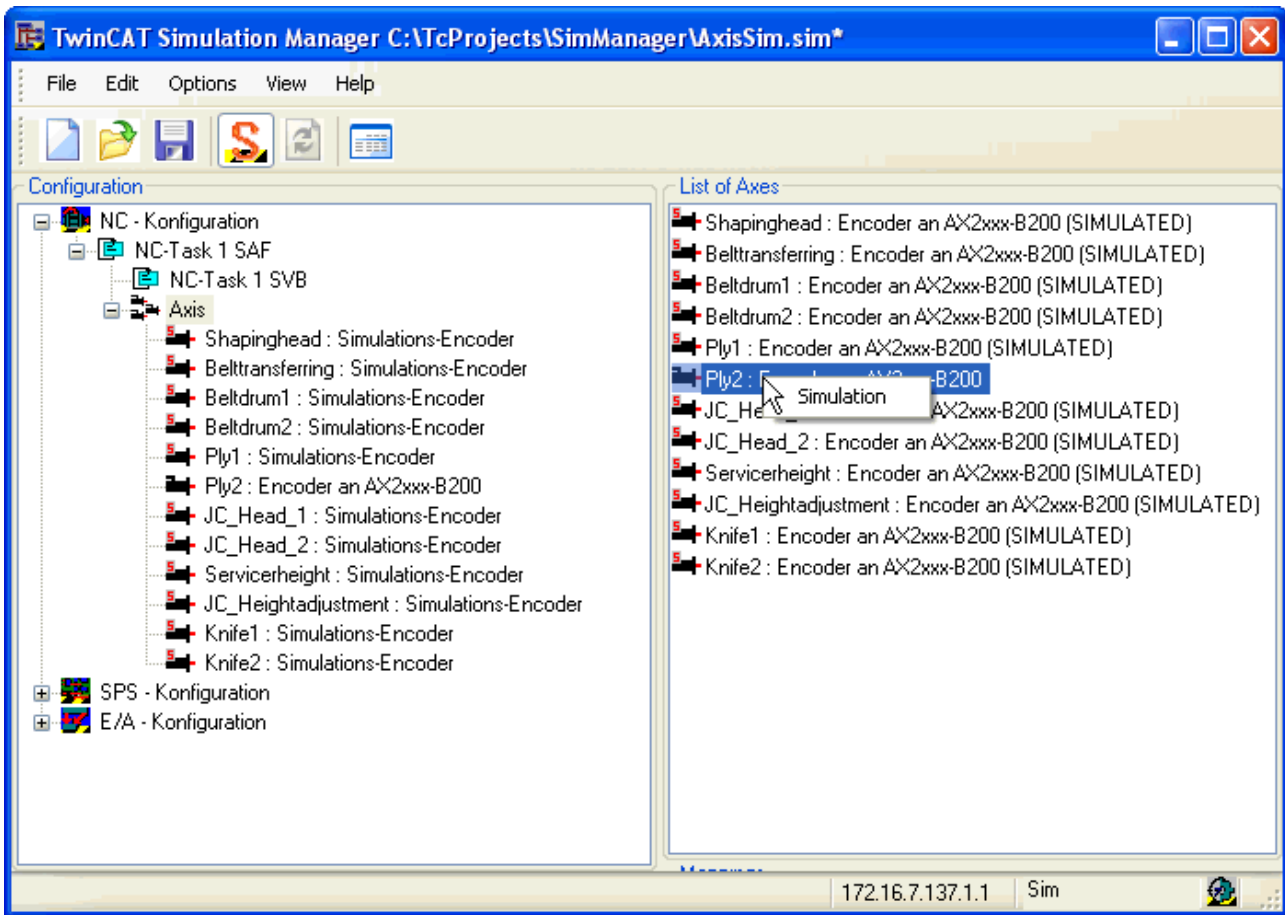 TwinCAT Simulation Manager C:\TcProjects\SimManager\AxisSim.sim*
File Edit Options View Help
Configuration
NC - Konfiguration
NC-Task 1 SAF
NC-Task 1 SVB
Axis
Shapinghead : Simulations-Encoder
Belttransferring : Simulations-Encoder
Beltdrum1 : Simulations-Encoder
Beltdrum2 : Simulations-Encoder
Ply1 : Simulations-Encoder
Ply2 : Encoder an AX2xxx-B200
JC_Head_1 : Simulations-Encoder
JC_Head_2 : Simulations-Encoder
Servicerheight : Simulations-Encoder
JC_Heightadjustment : Simulations-Encoder
Knife1 : Simulations-Encoder
Knife2 : Simulations-Encoder
SPS - Konfiguration
E/A - Konfiguration
List of Axes
Shapinghead : Encoder an AX2xxx-B200 (SIMULATED)
Belttransferring : Encoder an AX2xxx-B200 (SIMULATED)
Beltdrum1 : Encoder an AX2xxx-B200 (SIMULATED)
Beltdrum2 : Encoder an AX2xxx-B200 (SIMULATED)
Ply1 : Encoder an AX2xxx-B200 (SIMULATED)
Ply2 : -B200
Simulation
JC_He AX2xxx-B200 (SIMULATED)
JC_Head_2 : Encoder an AX2xxx-B200 (SIMULATED)
Servicerheight : Encoder an AX2xxx-B200 (SIMULATED)
JC_Heightadjustment : Encoder an AX2xxx-B200 (SIMULATED)
Knife1 : Encoder an AX2xxx-B200 (SIMULATED)
Knife2 : Encoder an AX2xxx-B200 (SIMULATED)
172.16.7.137.1.1 Sim